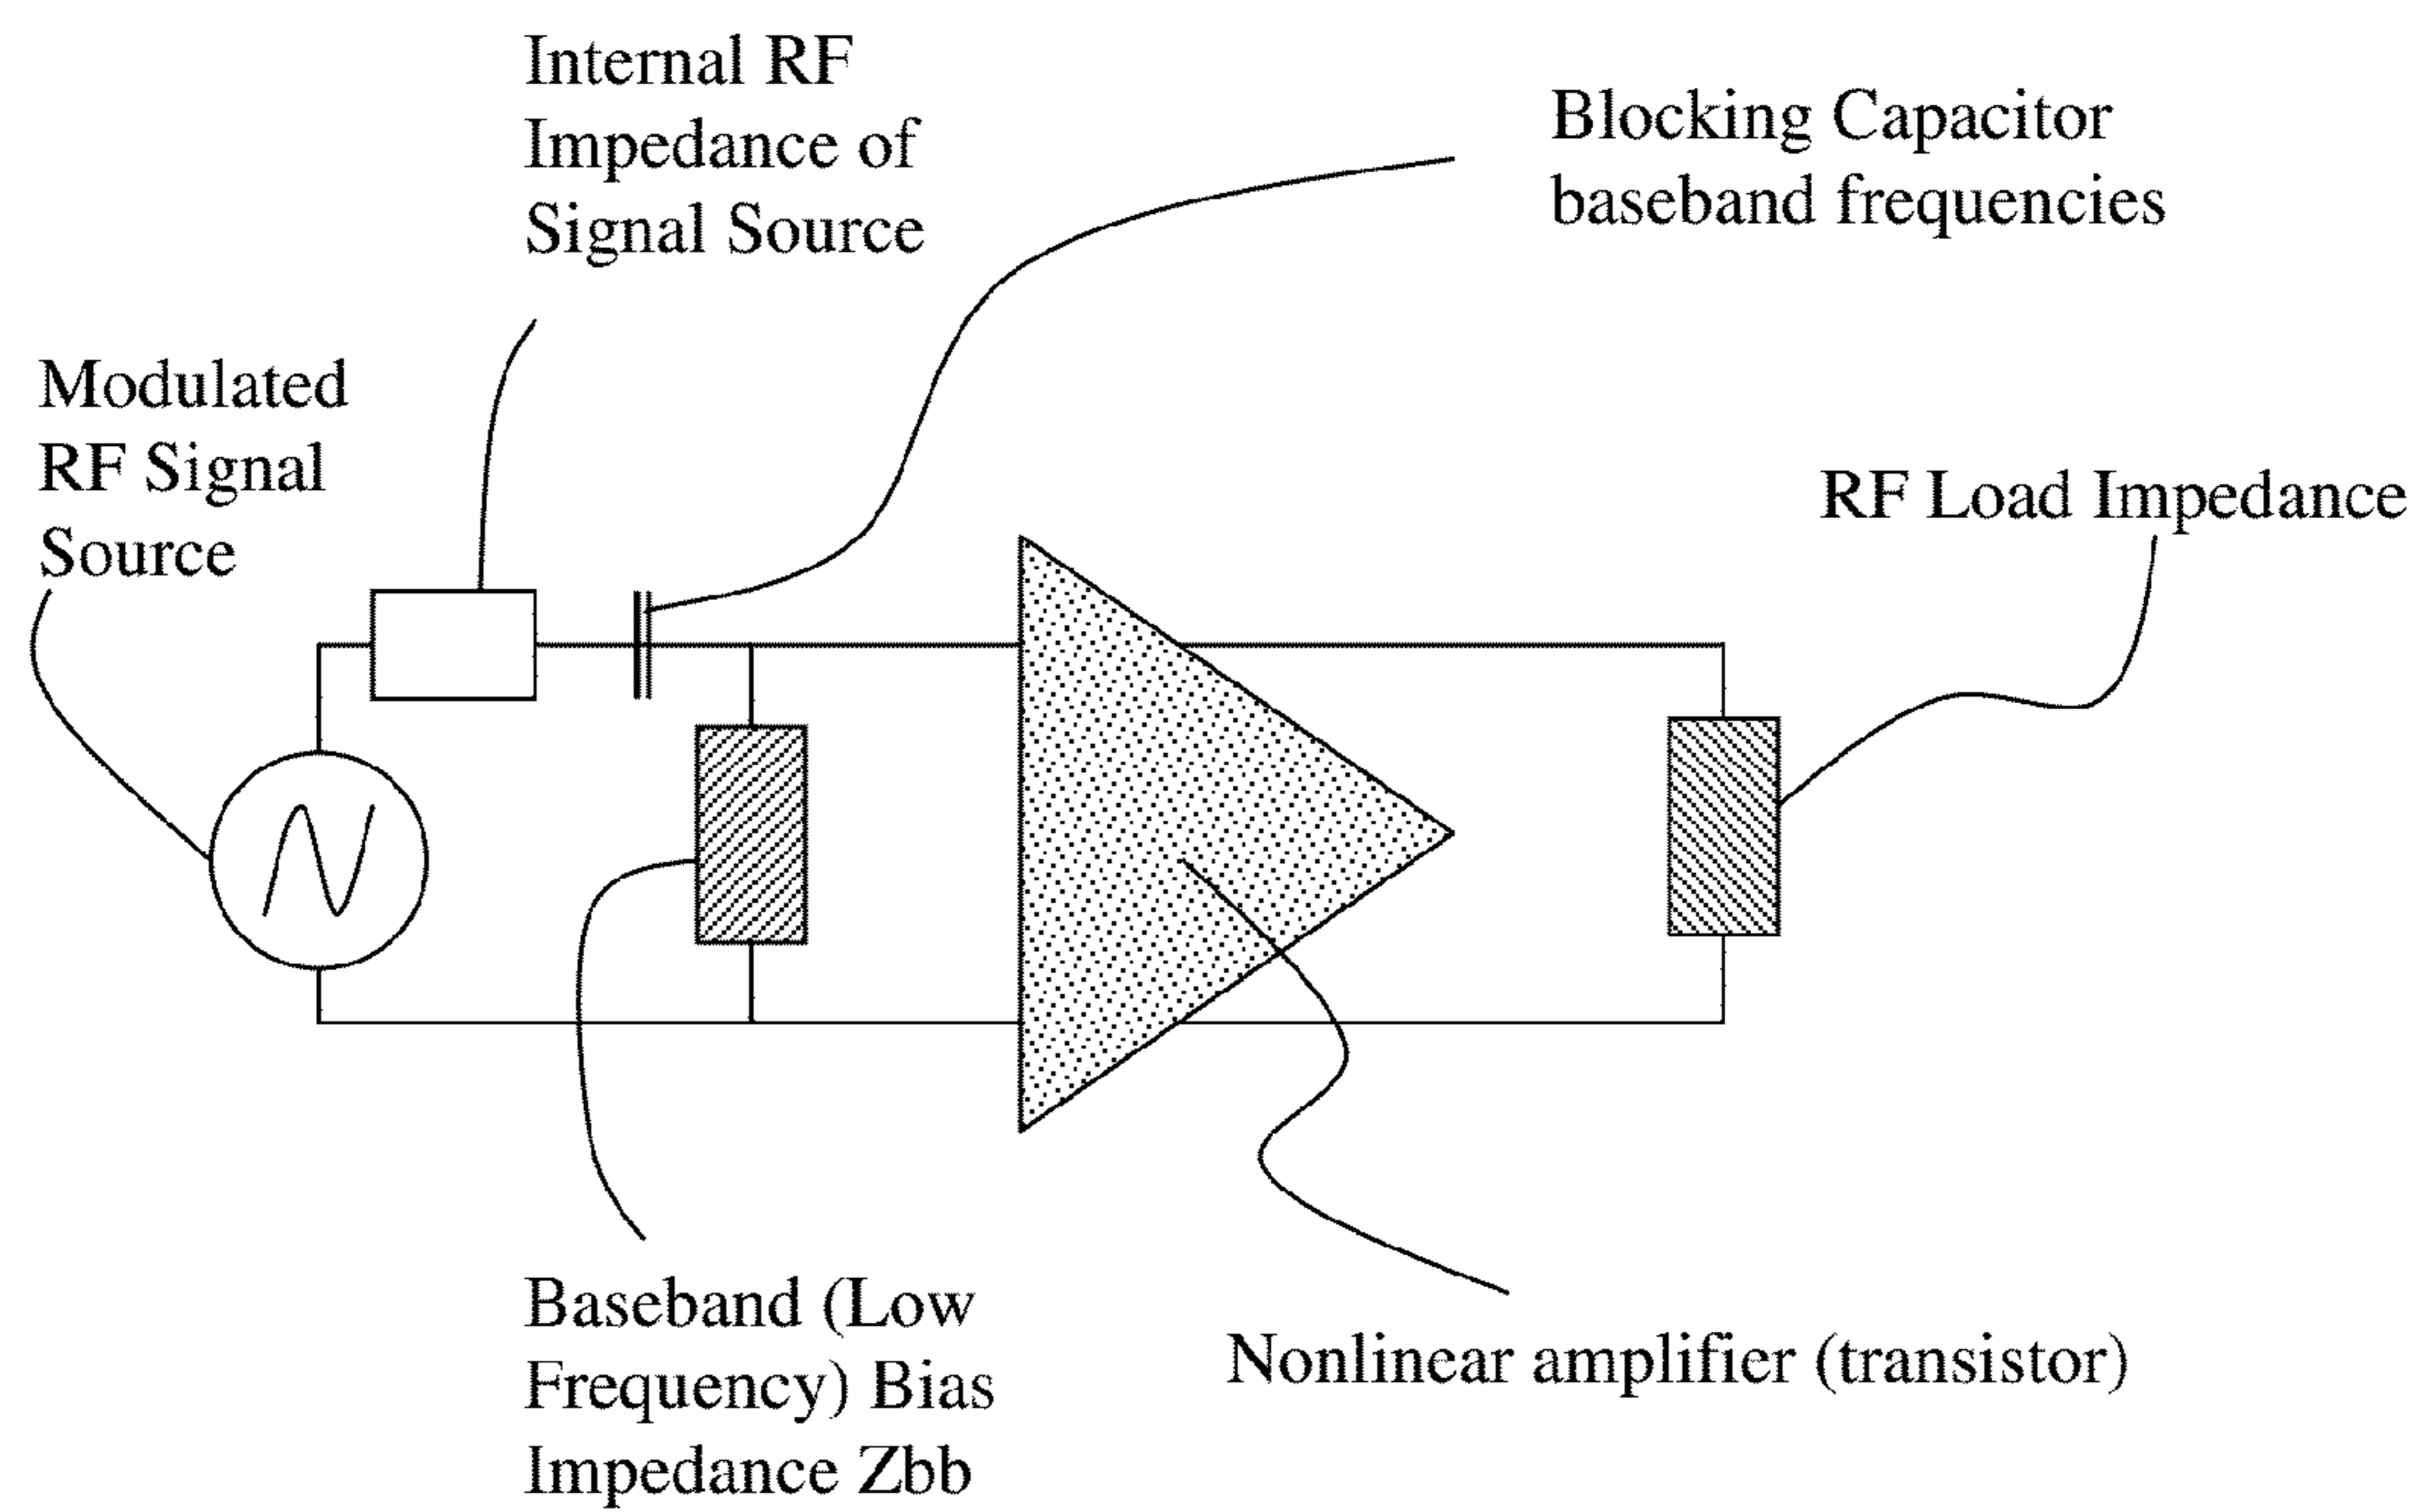 Internal RF
Impedance of
Signal Source
Blocking Capacitor
baseband frequencies
Modulated
RF Signal
Source
RF Load Impedance
Baseband (Low
Frequency) Bias
Impedance Zbb
Nonlinear amplifier (transistor)